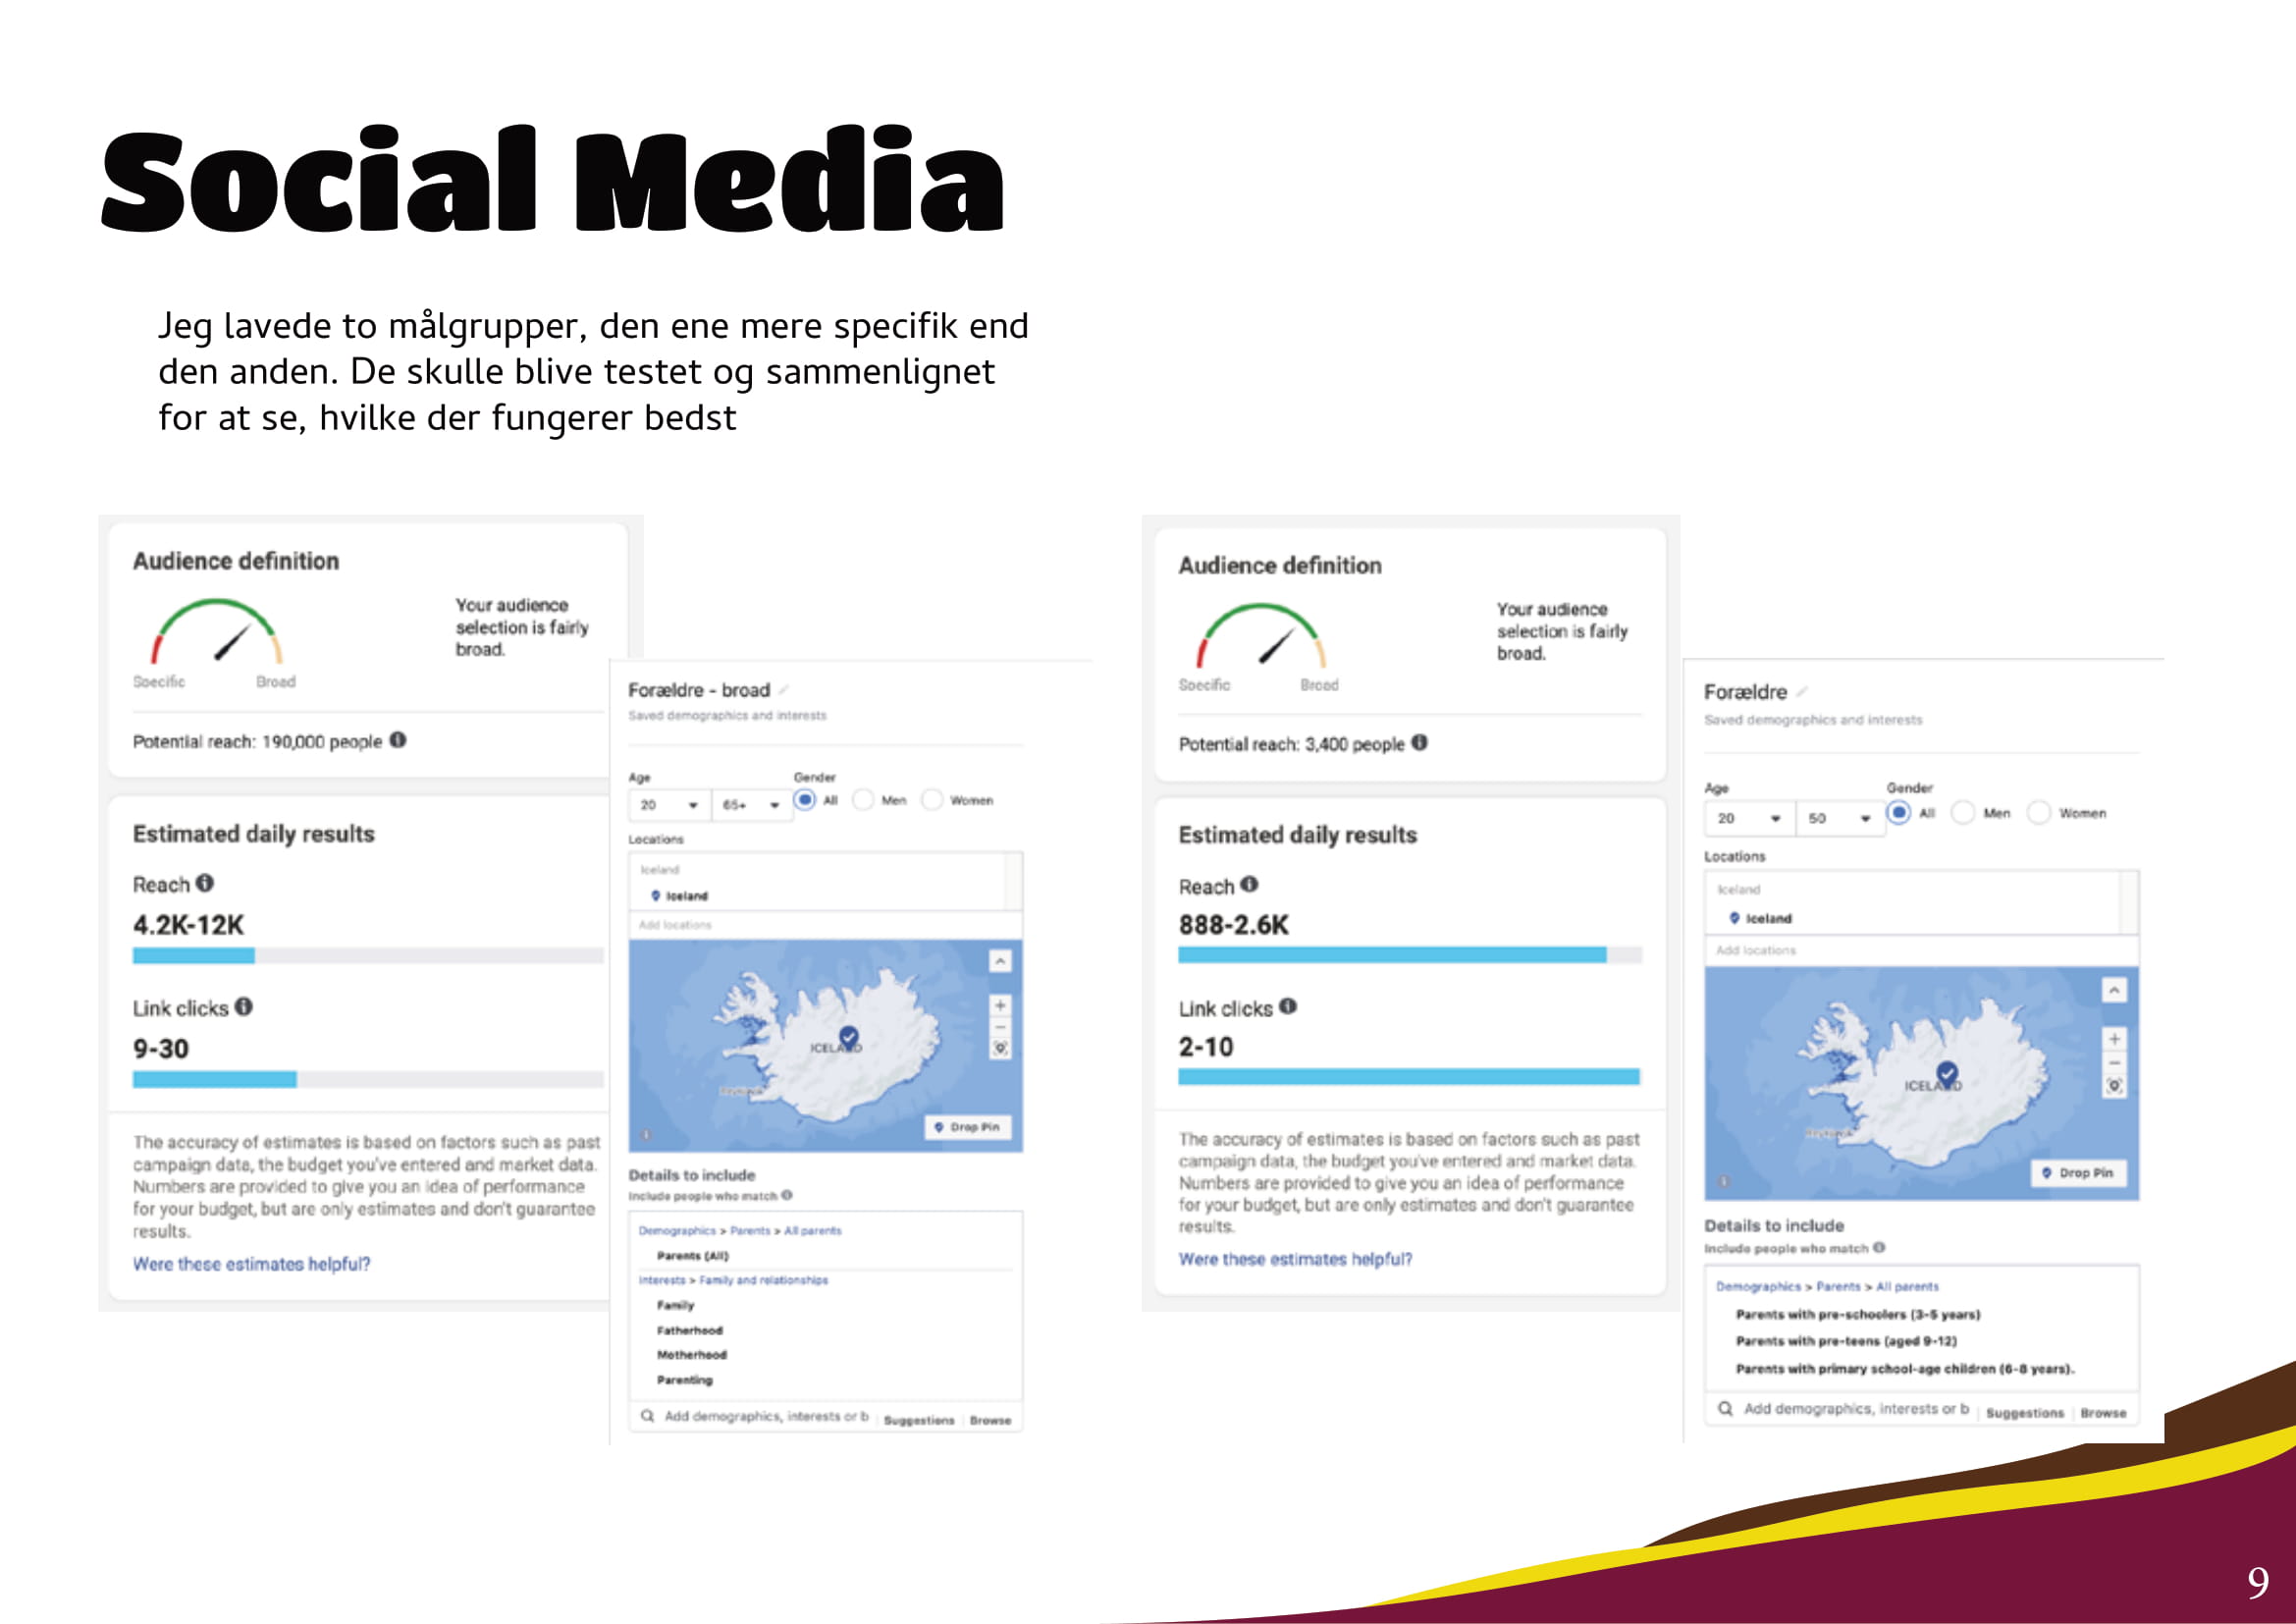 Social Media
Jeg lavede to målgrupper, den ene mere specifik end
den anden. De skulle blive testet og sammenlignet
for at se, hvilke der fungerer bedst
Audience definition
Your audience
selection is fairly
broad.
Specific Broad
Potential reach: 190,000 people
Estimated daily results
Reach
4.2K-12K
Link clicks
9-30
The accuracy of estimates is based on factors such as past
campaign data, the budget you've entered and market data.
Numbers are provided to give you an idea of performance
for your budget, but are only estimates and don't guarantee
results.
Were these estimates helpful?
Forældre - broad
Saved demographics and interests
Age Gender
20 65+ All Men Women
Locations
Iceland
Iceland
Add locations
ICELAND
Reykjavik
Drop Pin
Details to include
Include people who match
Demographics > Parents > All parents
Parents (All)
Interests > Family and relationships
Family
Fatherhood
Motherhood
Parenting
Add demographics, interests or b Suggestions Browse
Audience definition
Your audience
selection is fairly
broad.
Specific Broad
Potential reach: 3,400 people
Estimated daily results
Reach
888-2.6K
Link clicks
2-10
The accuracy of estimates is based on factors such as past
campaign data, the budget you've entered and market data.
Numbers are provided to give you an idea of performance
for your budget, but are only estimates and don't guarantee
results.
Were these estimates helpful?
Forældre
Saved demographics and interests
Age Gender
20 50 All Men Women
Locations
Iceland
Iceland
Add locations
ICELAND
Reykjavik
Drop Pin
Details to include
Include people who match
Demographics > Parents > All parents
Parents with pre-schoolers (3-5 years)
Parents with pre-teens (aged 9-12)
Parents with primary school-age children (6-8 years).
Add demographics, interests or b Suggestions Browse
9